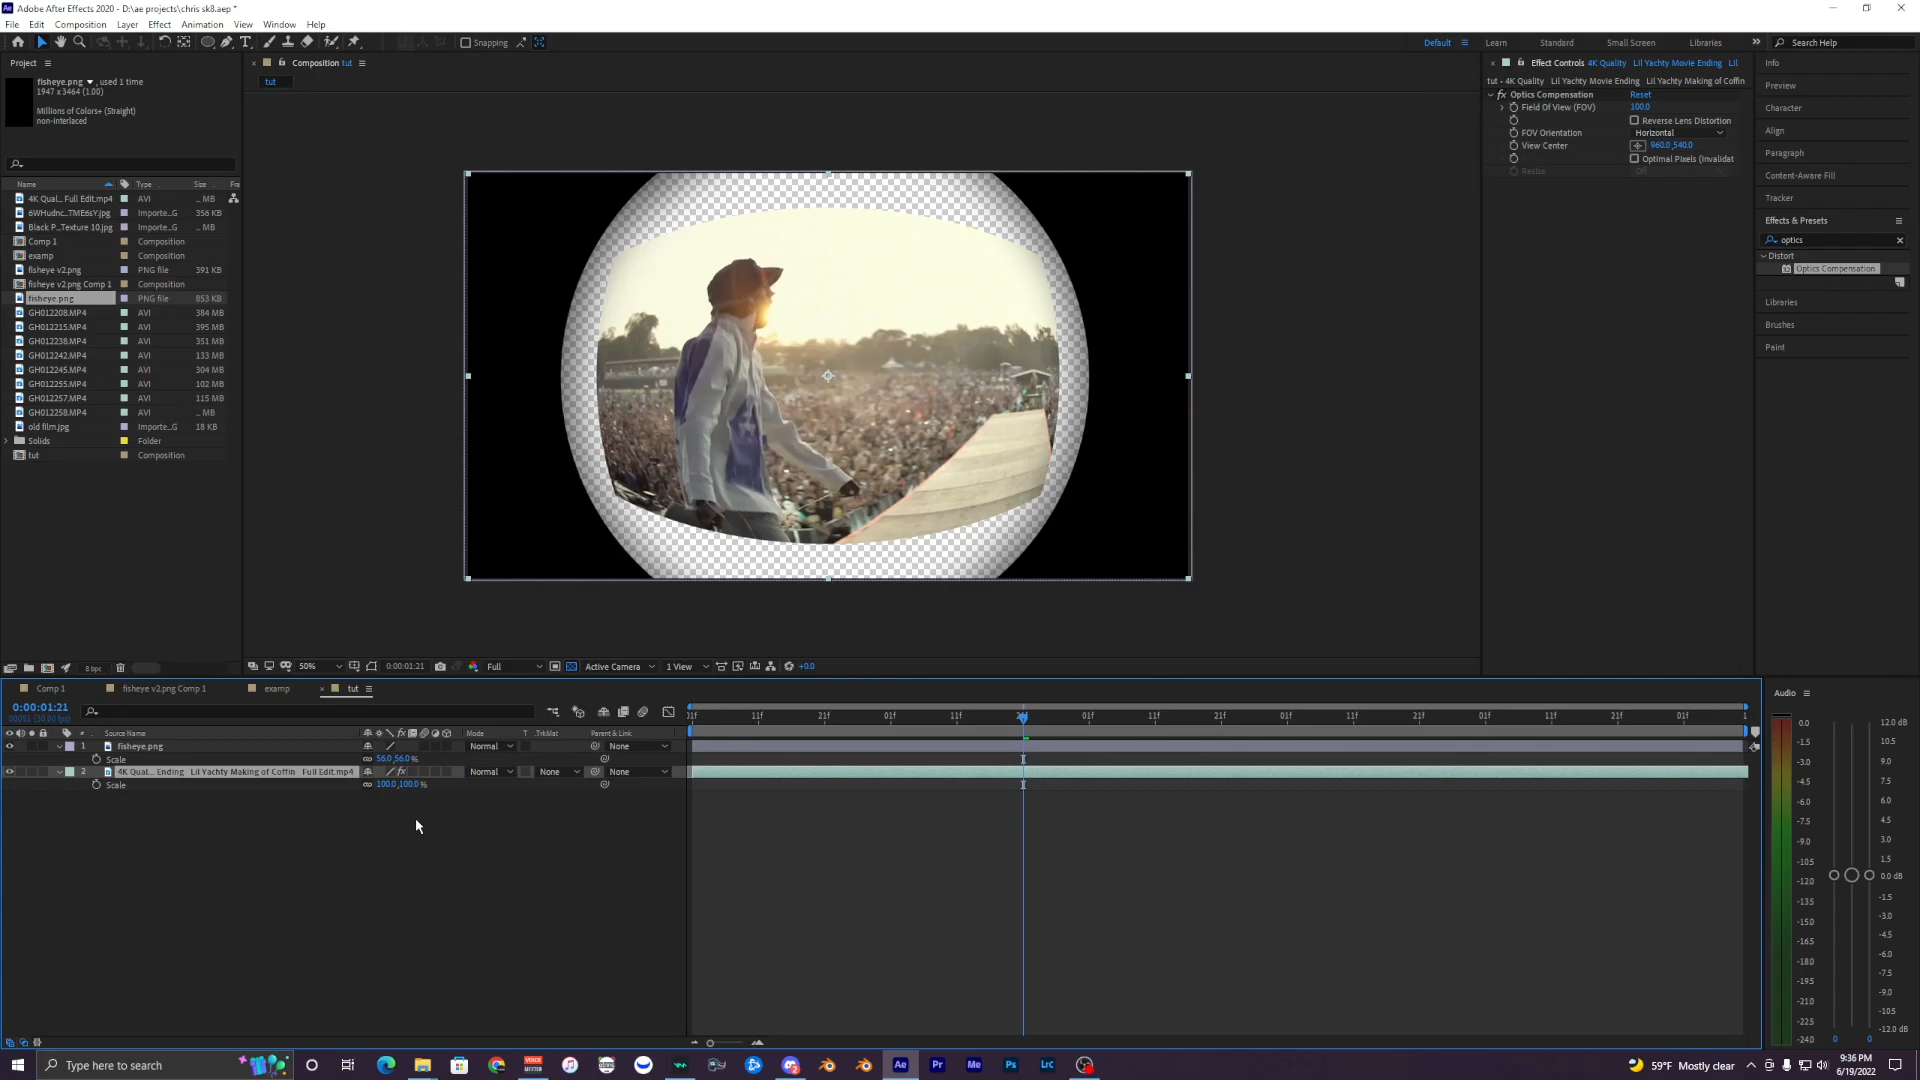 Adobe After Effects 2020 - D:\ae projects\chris sk8.aep *
File Edit Composition Layer Effect Animation View Window Help
Snapping
Default Learn Standard Small Screen Libraries Search Help
Project
fisheye.png , used 1 time
1947 x 3464 (1.00)
Millions of Colors+ (Straight)
non-interlaced
Name Type Size Fra
4K Qual... Full Edit.mp4 AVI ... MB
6WHudnc...TME6sY.jpg Importe...G 356 KB
Black P...Texture 10.jpg Importe...G ... MB
Comp 1 Composition
examp Composition
fisheye v2.png PNG file 391 KB
fisheye v2.png Comp 1 Composition
fisheye.png PNG file 853 KB
GH012208.MP4 AVI 384 MB
GH012215.MP4 AVI 395 MB
GH012238.MP4 AVI 351 MB
GH012242.MP4 AVI 133 MB
GH012245.MP4 AVI 304 MB
GH012255.MP4 AVI 102 MB
GH012257.MP4 AVI 115 MB
GH012258.MP4 AVI ... MB
old film.jpg Importe...G 18 KB
Solids Folder
tut Composition
8 bpc
Composition tut
tut
50% 0:00:01:21 Full Active Camera 1 View +0.0
Effect Controls 4K Quality Lil Yachty Movie Ending Lil
tut - 4K Quality Lil Yachty Movie Ending Lil Yachty Making of Coffin
fx Optics Compensation Reset
Field Of View (FOV) 100.0
Reverse Lens Distortion
FOV Orientation Horizontal
View Center 960.0,540.0
Optimal Pixels (Invalidat
Resize Off
Info
Preview
Character
Align
Paragraph
Content-Aware Fill
Tracker
Effects & Presets
optics
Distort
Optics Compensation
Libraries
Brushes
Paint
Comp 1 fisheye v2.png Comp 1 examp tut
0:00:01:21
# Source Name Mode T .TrkMat Parent & Link
1 fisheye.png Normal None
Scale 56.0,56.0 %
2 4K Qual... Ending Lil Yachty Making of Coffin Full Edit.mp4 fx Normal None None
Scale 100.0,100.0 %
01f 11f 21f 01f 11f 21f 01f 11f 21f 01f 11f 21f 01f 11f 21f 01f 1
Audio
0.0 12.0 dB
-1.5 10.5
-3.0 9.0
-4.5 7.5
-6.0 6.0
-7.5 4.5
-9.0 3.0
-10.5 1.5
-12.0 0.0 dB
-13.5 -1.5
-15.0 -3.0
-16.5 -4.5
-18.0 -6.0
-19.5 -7.5
-21.0 -9.0
-22.5 -10.5
-24.0 -12.0 dB
0 0
Type here to search
Ae Pr Me Ps Lrc
59°F Mostly clear
9:36 PM
6/19/2022